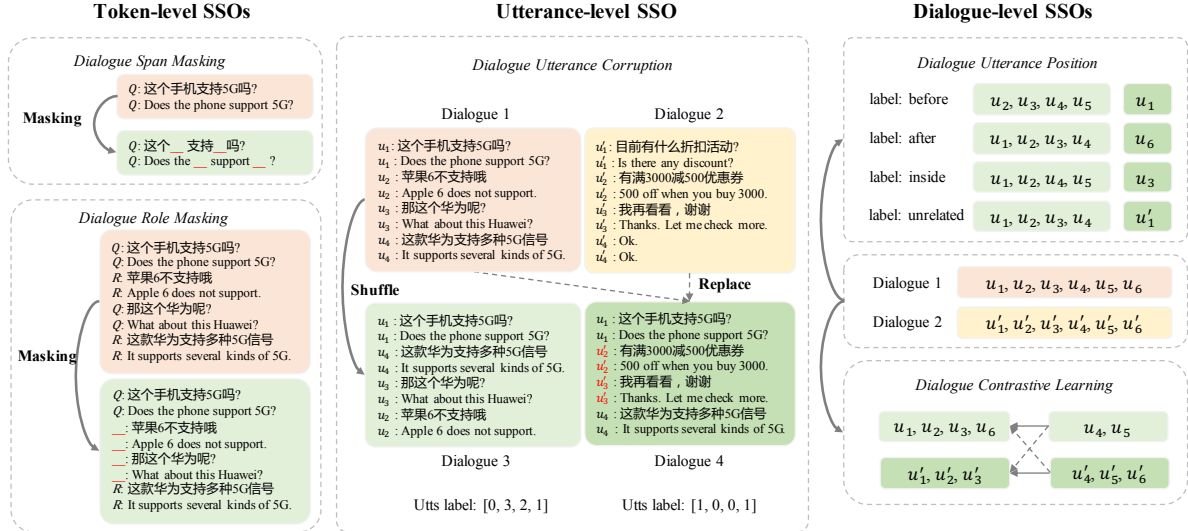 Token-level SSOs
Dialogue Span Masking
Q: 这个手机支持5G吗?
Q: Does the phone support 5G?
Masking
Q: 这个__ 支持__吗?
Q: Does the __ support __ ?
Dialogue Role Masking
Q: 这个手机支持5G吗?
Q: Does the phone support 5G?
R: 苹果6不支持哦
R: Apple 6 does not support.
Q: 那这个华为呢?
Q: What about this Huawei?
R: 这款华为支持多种5G信号
R: It supports several kinds of 5G.
Masking
Q: 这个手机支持5G吗?
Q: Does the phone support 5G?
__: 苹果6不支持哦
__: Apple 6 does not support.
__: 那这个华为呢?
__: What about this Huawei?
R: 这款华为支持多种5G信号
R: It supports several kinds of 5G.
Utterance-level SSO
Dialogue Utterance Corruption
Dialogue 1
u₁ : 这个手机支持5G吗?
u₁ : Does the phone support 5G?
u₂ : 苹果6不支持哦
u₂ : Apple 6 does not support.
u₃ : 那这个华为呢?
u₃ : What about this Huawei?
u₄ : 这款华为支持多种5G信号
u₄ : It supports several kinds of 5G.
Dialogue 2
u′₁ : 目前有什么折扣活动?
u′₁ : Is there any discount?
u′₂ : 有满3000减500优惠券
u′₂ : 500 off when you buy 3000.
u′₃ : 我再看看，谢谢
u′₃ : Thanks. Let me check more.
u′₄ : Ok.
u′₄ : Ok.
Shuffle
Replace
u₁ : 这个手机支持5G吗?
u₁ : Does the phone support 5G?
u₄ : 这款华为支持多种5G信号
u₄ : It supports several kinds of 5G.
u₃ : 那这个华为呢?
u₃ : What about this Huawei?
u₂ : 苹果6不支持哦
u₂ : Apple 6 does not support.
Dialogue 3
Utts label: [0, 3, 2, 1]
u₁ : 这个手机支持5G吗?
u₁ : Does the phone support 5G?
u′₂ : 有满3000减500优惠券
u′₂ : 500 off when you buy 3000.
u′₃ : 我再看看，谢谢
u′₃ : Thanks. Let me check more.
u₄ : 这款华为支持多种5G信号
u₄ : It supports several kinds of 5G.
Dialogue 4
Utts label: [1, 0, 0, 1]
Dialogue-level SSOs
Dialogue Utterance Position
label: before u₂, u₃, u₄, u₅ u₁
label: after u₁, u₂, u₃, u₄ u₆
label: inside u₁, u₂, u₄, u₅ u₃
label: unrelated u₁, u₂, u₃, u₄ u′₁
Dialogue 1 u₁, u₂, u₃, u₄, u₅, u₆
Dialogue 2 u′₁, u′₂, u′₃, u′₄, u′₅, u′₆
Dialogue Contrastive Learning
u₁, u₂, u₃, u₆ u₄, u₅
u′₁, u′₂, u′₃ u′₄, u′₅, u′₆